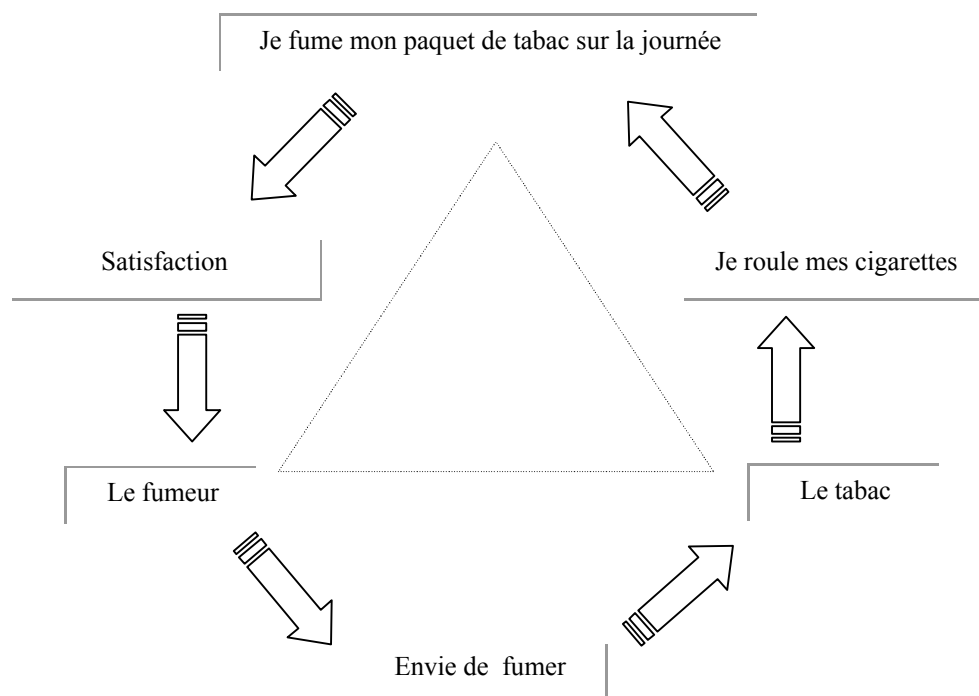 Je fume mon paquet de tabac sur la journée
Satisfaction
Je roule mes cigarettes
Le fumeur
Le tabac
Envie de  fumer